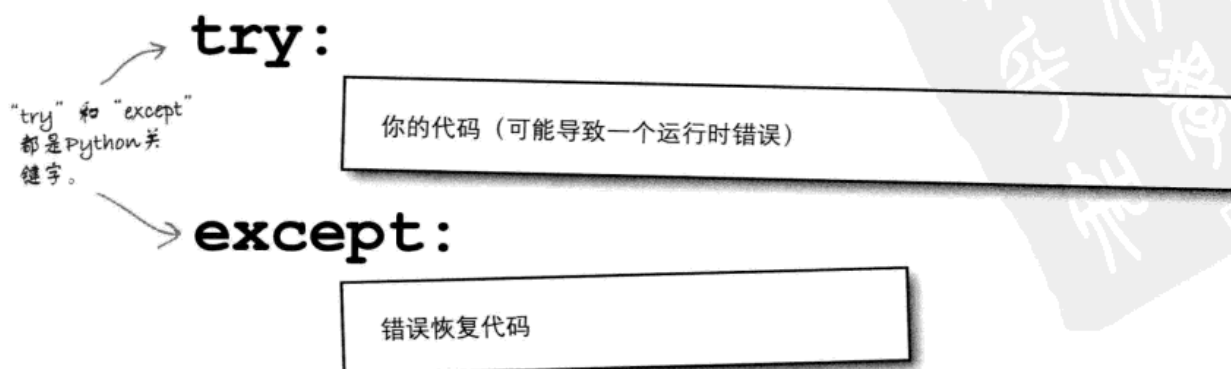 try:
"try" 和 "except"
都是Python关
键字。
你的代码（可能导致一个运行时错误）
except:
错误恢复代码